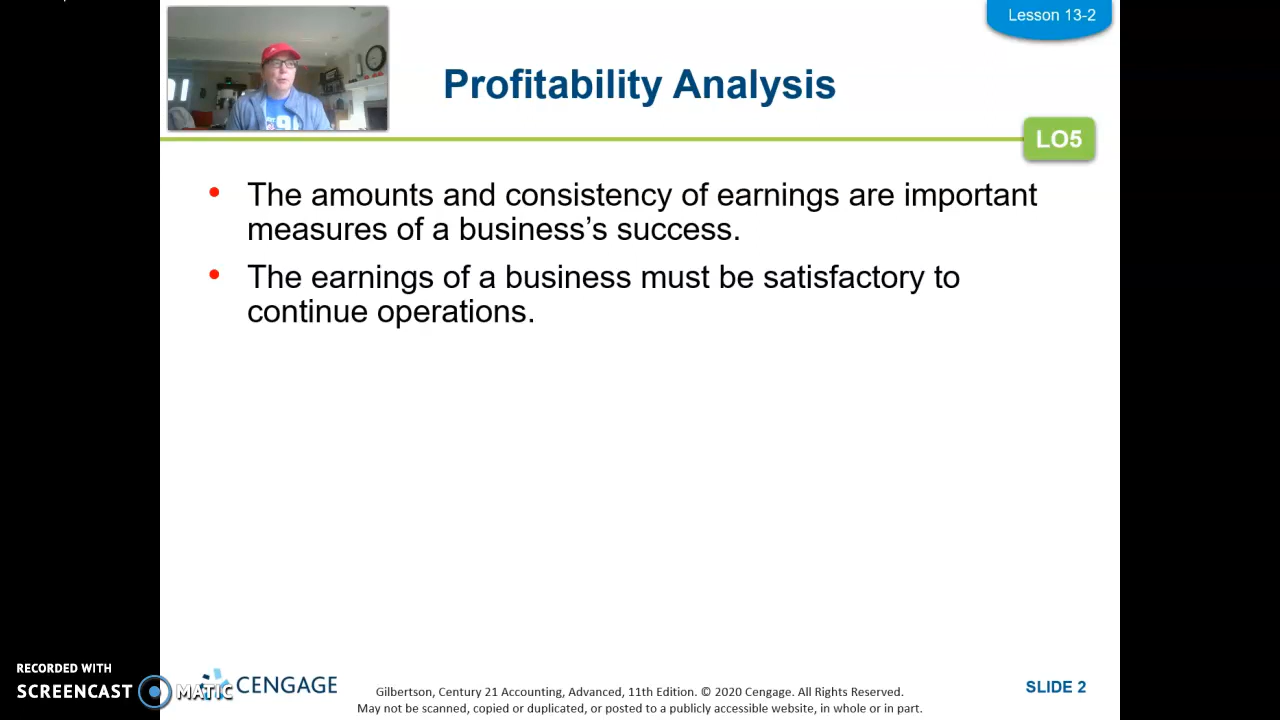 Lesson 13-2
Profitability Analysis
LO5
• The amounts and consistency of earnings are important
measures of a business’s success.
• The earnings of a business must be satisfactory to
continue operations.
RECORDED WITH
SCREENCAST MATIC
CENGAGE
Gilbertson, Century 21 Accounting, Advanced, 11th Edition. © 2020 Cengage. All Rights Reserved.
May not be scanned, copied or duplicated, or posted to a publicly accessible website, in whole or in part.
SLIDE 2